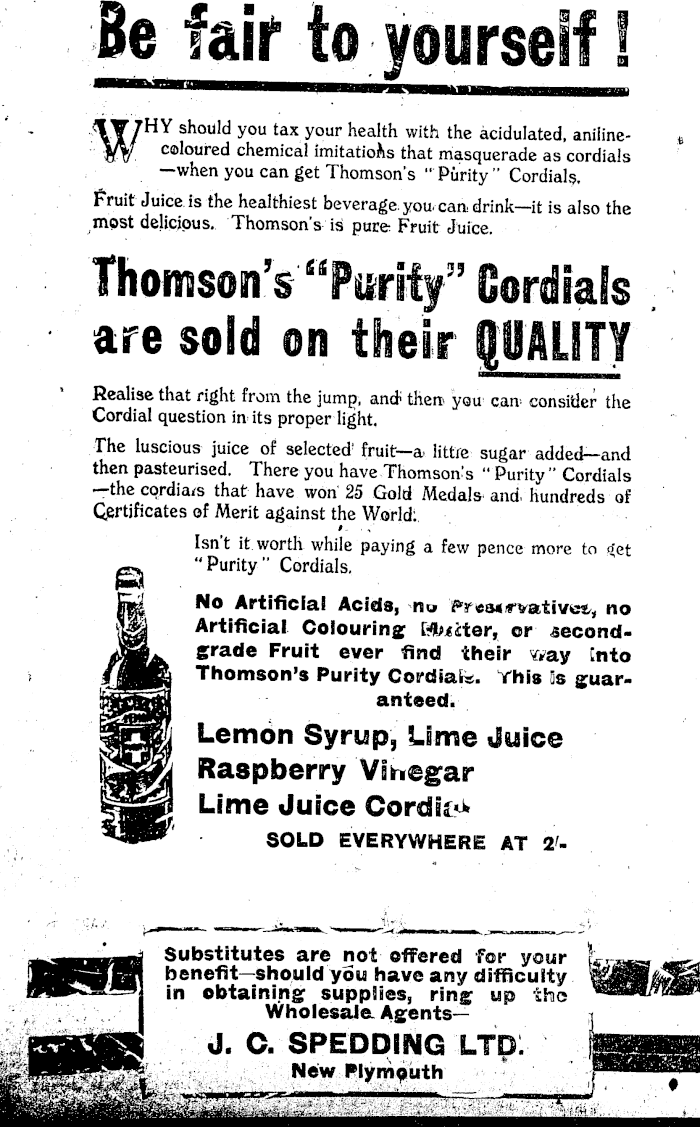 Be fair to yourself!
WHY should you tax your health with the acidulated, aniline-
coloured chemical imitations that masquerade as cordials
—when you can get Thomson's "Purity" Cordials.
Fruit Juice is the healthiest beverage you can drink—it is also the
most delicious. Thomson's is pure Fruit Juice.
Thomson's "Purity" Cordials
are sold on their QUALITY
Realise that right from the jump, and then you can consider the
Cordial question in its proper light.
The luscious juice of selected fruit—a little sugar added—and
then pasteurised. There you have Thomson's "Purity" Cordials
—the cordials that have won 25 Gold Medals and hundreds of
Certificates of Merit against the World.
Isn't it worth while paying a few pence more to get
"Purity" Cordials.
No Artificial Acids, no Preservatives, no
Artificial Colouring Matter, or second-
grade Fruit ever find their way into
Thomson's Purity Cordials. This is guar-
anteed.
Lemon Syrup, Lime Juice
Raspberry Vinegar
Lime Juice Cordial
SOLD EVERYWHERE AT 2/-
Substitutes are not offered for your
benefit—should you have any difficulty
in obtaining supplies, ring up the
Wholesale Agents—
J. C. SPEDDING LTD.
New Plymouth